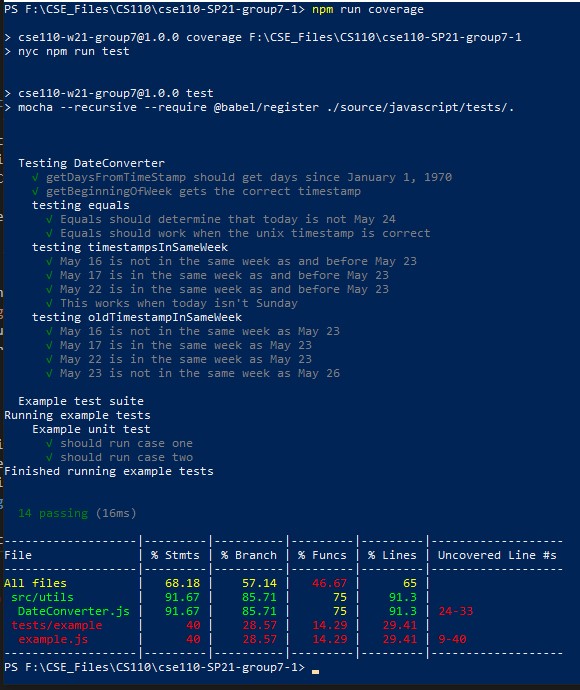 PS F:\CSE_Files\CS110\cse110-SP21-group7-1> npm run coverage
> cse110-w21-group7@1.0.0 coverage F:\CSE_Files\CS110\cse110-SP21-group7-1
> nyc npm run test
> cse110-w21-group7@1.0.0 test
> mocha --recursive --require @babel/register ./source/javascript/tests/.
Testing DateConverter
√ getDaysFromTimeStamp should get days since January 1, 1970
√ getBeginningOfWeek gets the correct timestamp
testing equals
√ Equals should determine that today is not May 24
√ Equals should work when the unix timestamp is correct
testing timestampsInSameWeek
√ May 16 is not in the same week as and before May 23
√ May 17 is in the same week as and before May 23
√ May 22 is in the same week as and before May 23
√ This works when today isn't Sunday
testing oldTimestampInSameWeek
√ May 16 is not in the same week as May 23
√ May 17 is in the same week as May 23
√ May 22 is in the same week as May 23
√ May 23 is not in the same week as May 26
Example test suite
Running example tests
Example unit test
√ should run case one
√ should run case two
Finished running example tests
14 passing (16ms)
File | % Stmts | % Branch | % Funcs | % Lines | Uncovered Line #s
All files | 68.18 | 57.14 | 46.67 | 65 |
src/utils | 91.67 | 85.71 | 75 | 91.3 |
DateConverter.js | 91.67 | 85.71 | 75 | 91.3 | 24-33
tests/example | 40 | 28.57 | 14.29 | 29.41 |
example.js | 40 | 28.57 | 14.29 | 29.41 | 9-40
PS F:\CSE_Files\CS110\cse110-SP21-group7-1>